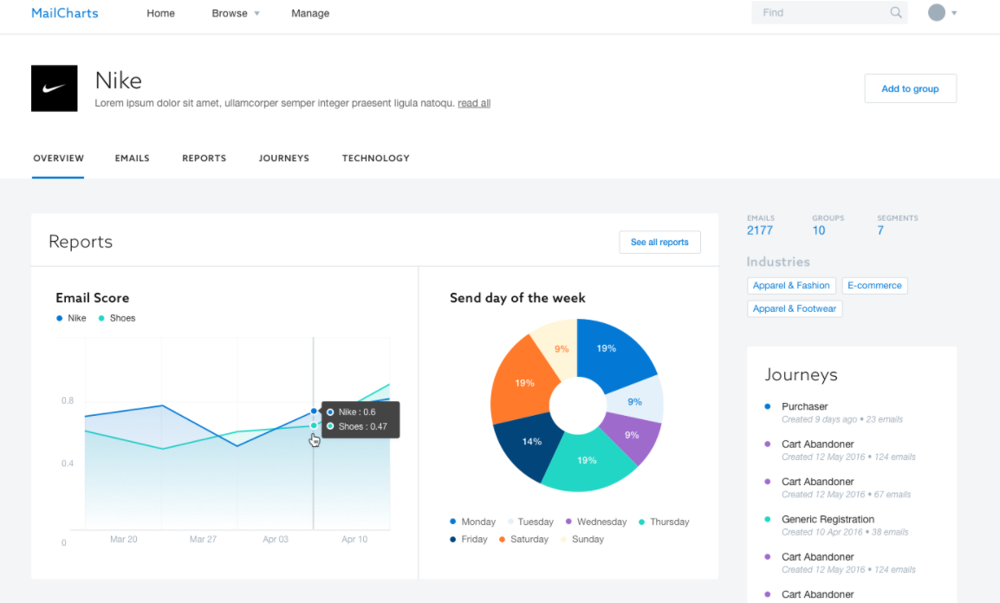 MailCharts Home Browse Manage Find
Nike
Lorem ipsum dolor sit amet, ullamcorper semper integer praesent ligula natoqu. read all
Add to group
OVERVIEW EMAILS REPORTS JOURNEYS TECHNOLOGY
Reports
See all reports
Email Score
Nike Shoes
0.8
0.4
0
Mar 20 Mar 27 Apr 03 Apr 10
Nike : 0.6
Shoes : 0.47
Send day of the week
19%
9%
9%
19%
14%
19%
9%
Monday Tuesday Wednesday Thursday
Friday Saturday Sunday
EMAILS GROUPS SEGMENTS
2177 10 7
Industries
Apparel & Fashion E-commerce
Apparel & Footwear
Journeys
Purchaser
Created 9 days ago • 23 emails
Cart Abandoner
Created 12 May 2016 • 124 emails
Cart Abandoner
Created 12 May 2016 • 67 emails
Generic Registration
Created 10 Apr 2016 • 38 emails
Cart Abandoner
Created 12 May 2016 • 124 emails
Cart Abandoner